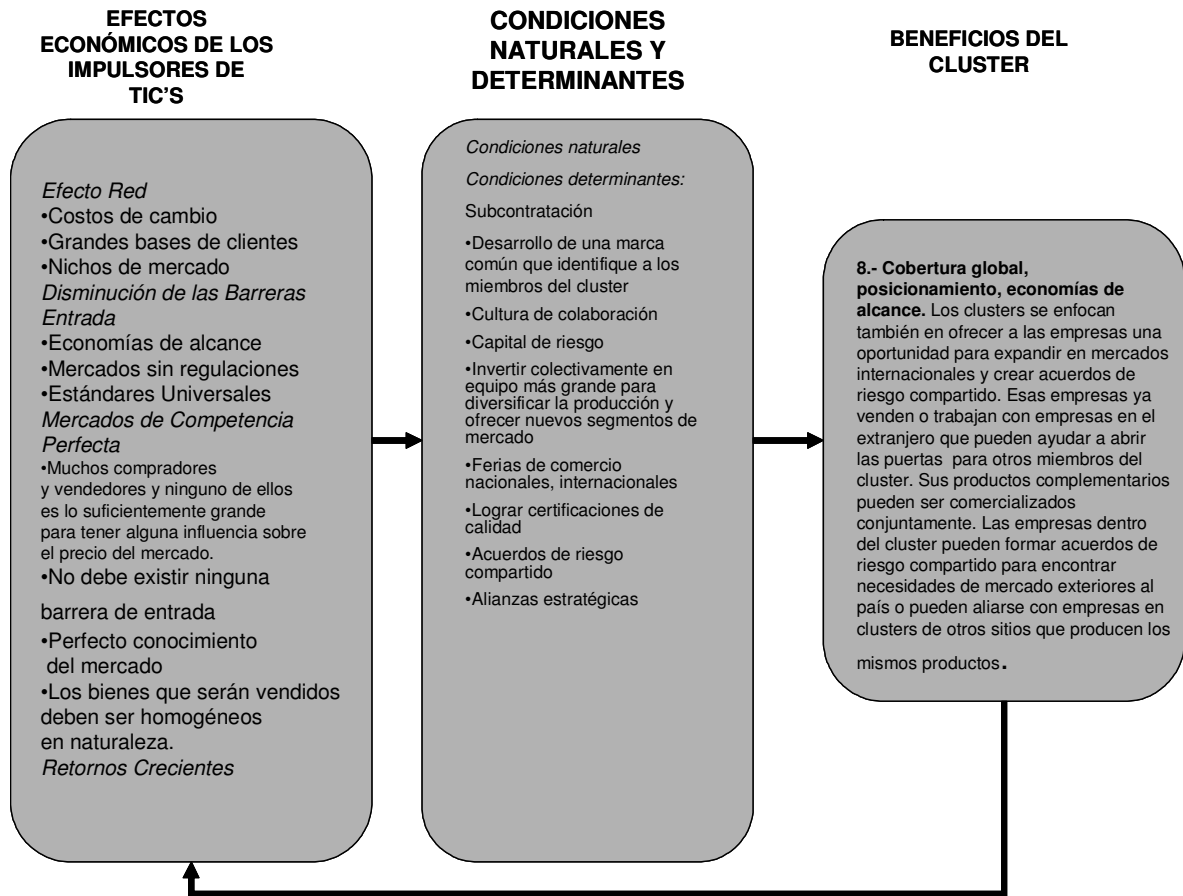 EFECTOS
ECONÓMICOS DE LOS
IMPULSORES DE
TIC'S
Efecto Red
•Costos de cambio
•Grandes bases de clientes
•Nichos de mercado
Disminución de las Barreras
Entrada
•Economías de alcance
•Mercados sin regulaciones
•Estándares Universales
Mercados de Competencia
Perfecta
•Muchos compradores
y vendedores y ninguno de ellos
es lo suficientemente grande
para tener alguna influencia sobre
el precio del mercado.
•No debe existir ninguna
barrera de entrada
•Perfecto conocimiento
del mercado
•Los bienes que serán vendidos
deben ser homogéneos
en naturaleza.
Retornos Crecientes
CONDICIONES
NATURALES Y
DETERMINANTES
Condiciones naturales
Condiciones determinantes:
Subcontratación
•Desarrollo de una marca
común que identifique a los
miembros del cluster
•Cultura de colaboración
•Capital de riesgo
•Invertir colectivamente en
equipo más grande para
diversificar la producción y
ofrecer nuevos segmentos de
mercado
•Ferias de comercio
nacionales, internacionales
•Lograr certificaciones de
calidad
•Acuerdos de riesgo
compartido
•Alianzas estratégicas
BENEFICIOS DEL
CLUSTER
8.- Cobertura global,
posicionamiento, economías de
alcance. Los clusters se enfocan
también en ofrecer a las empresas una
oportunidad para expandir en mercados
internacionales y crear acuerdos de
riesgo compartido. Esas empresas ya
venden o trabajan con empresas en el
extranjero que pueden ayudar a abrir
las puertas para otros miembros del
cluster. Sus productos complementarios
pueden ser comercializados
conjuntamente. Las empresas dentro
del cluster pueden formar acuerdos de
riesgo compartido para encontrar
necesidades de mercado exteriores al
país o pueden aliarse con empresas en
clusters de otros sitios que producen los
mismos productos.